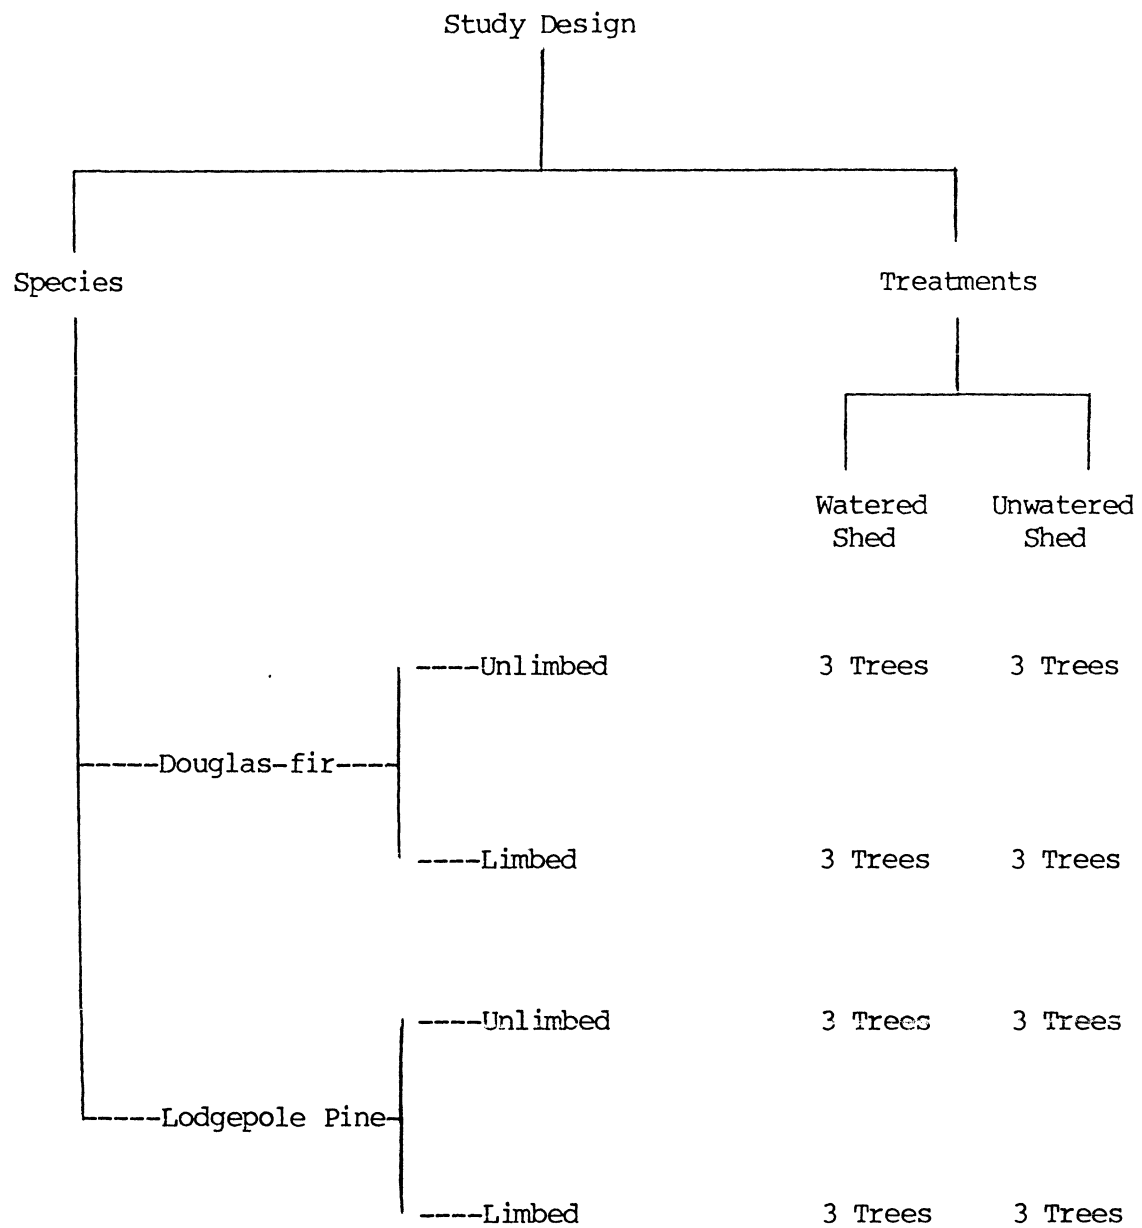 Study Design
Species
Treatments
Watered Shed
Unwatered Shed
----Unlimbed 3 Trees 3 Trees
-----Douglas-fir----
----Limbed 3 Trees 3 Trees
----Unlimbed 3 Trees 3 Trees
-----Lodgepole Pine-
----Limbed 3 Trees 3 Trees